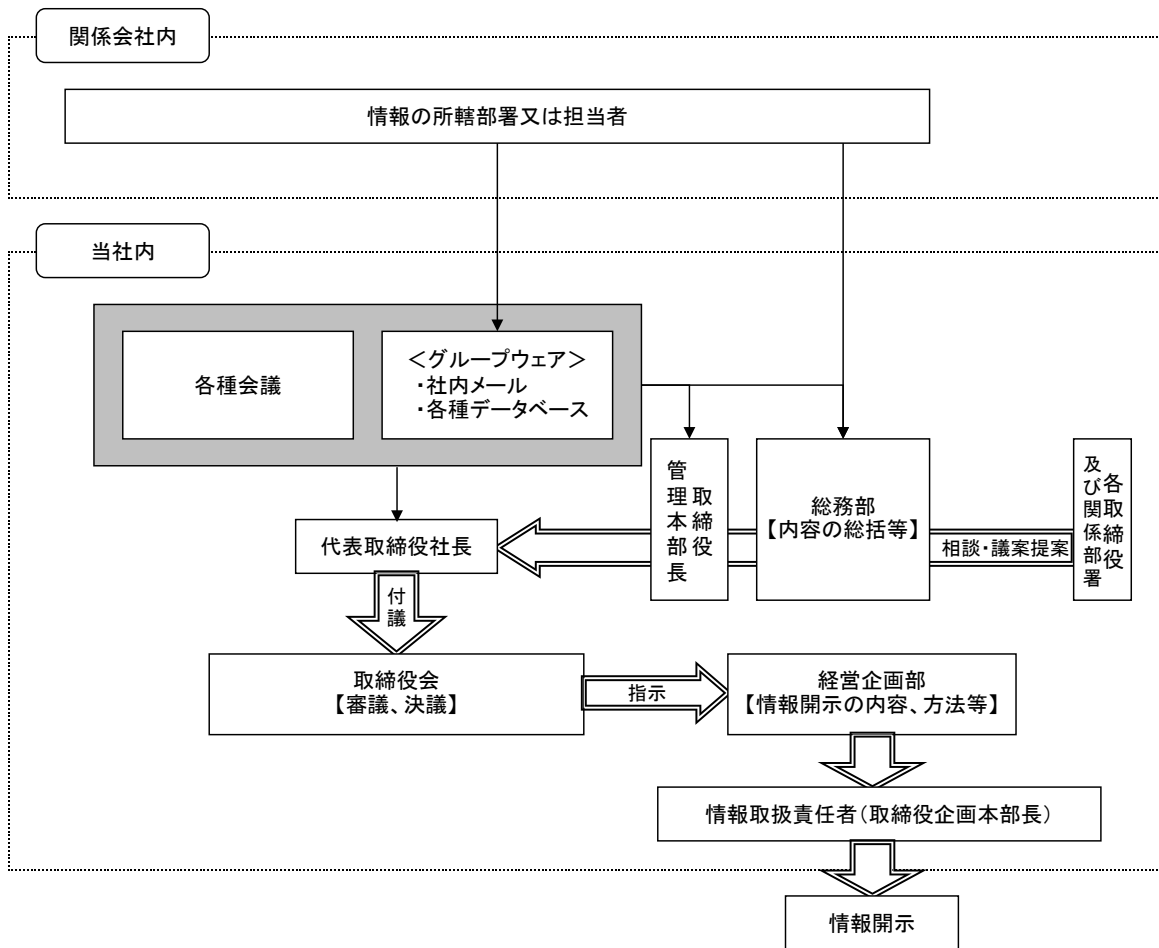 関係会社内
情報の所轄部署又は担当者
当社内
各種会議
＜グループウェア＞
・社内メール
・各種データベース
代表取締役社長
取締役
管理本部長
総務部
【内容の総括等】
相談・議案提案
各取締役
及び関係部署
付議
取締役会
【審議、決議】
指示
経営企画部
【情報開示の内容、方法等】
情報取扱責任者（取締役企画本部長）
情報開示